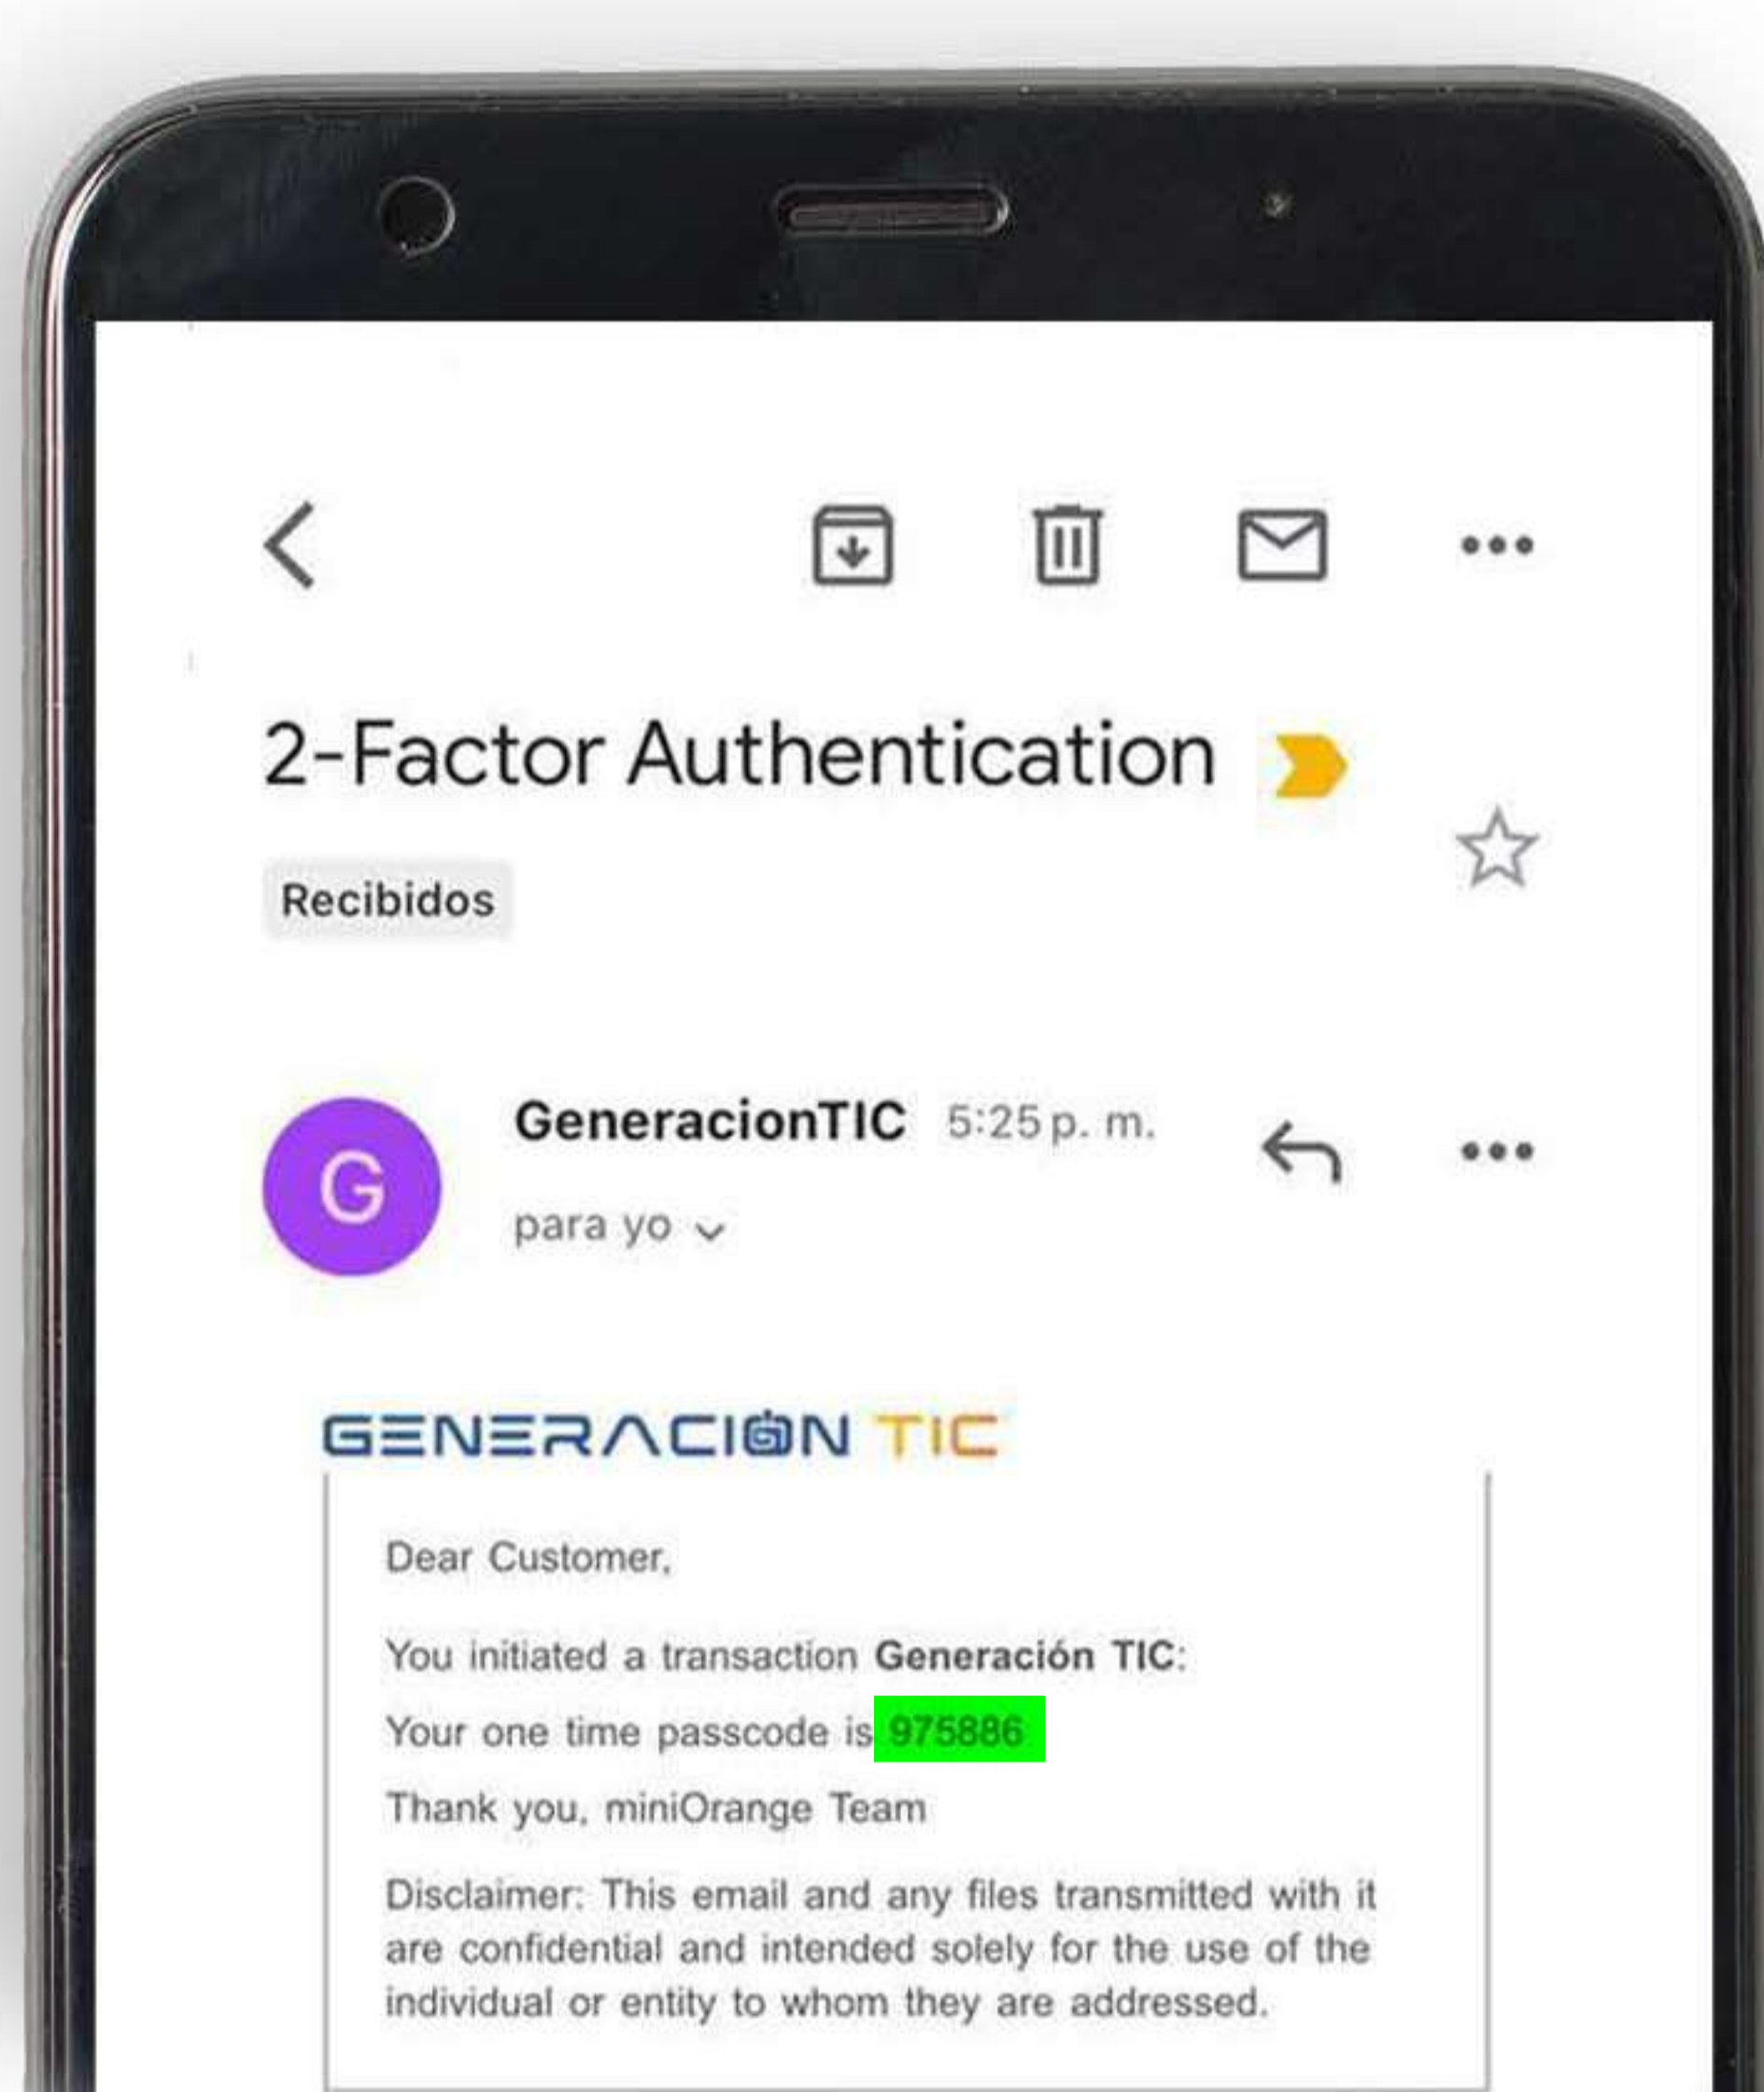 2-Factor Authentication
Recibidos
G
GeneracionTIC 5:25 p. m.
para yo
GENERACIÓN TIC
Dear Customer,
You initiated a transaction Generación TIC:
Your one time passcode is 975886
Thank you, miniOrange Team
Disclaimer: This email and any files transmitted with it
are confidential and intended solely for the use of the
individual or entity to whom they are addressed.